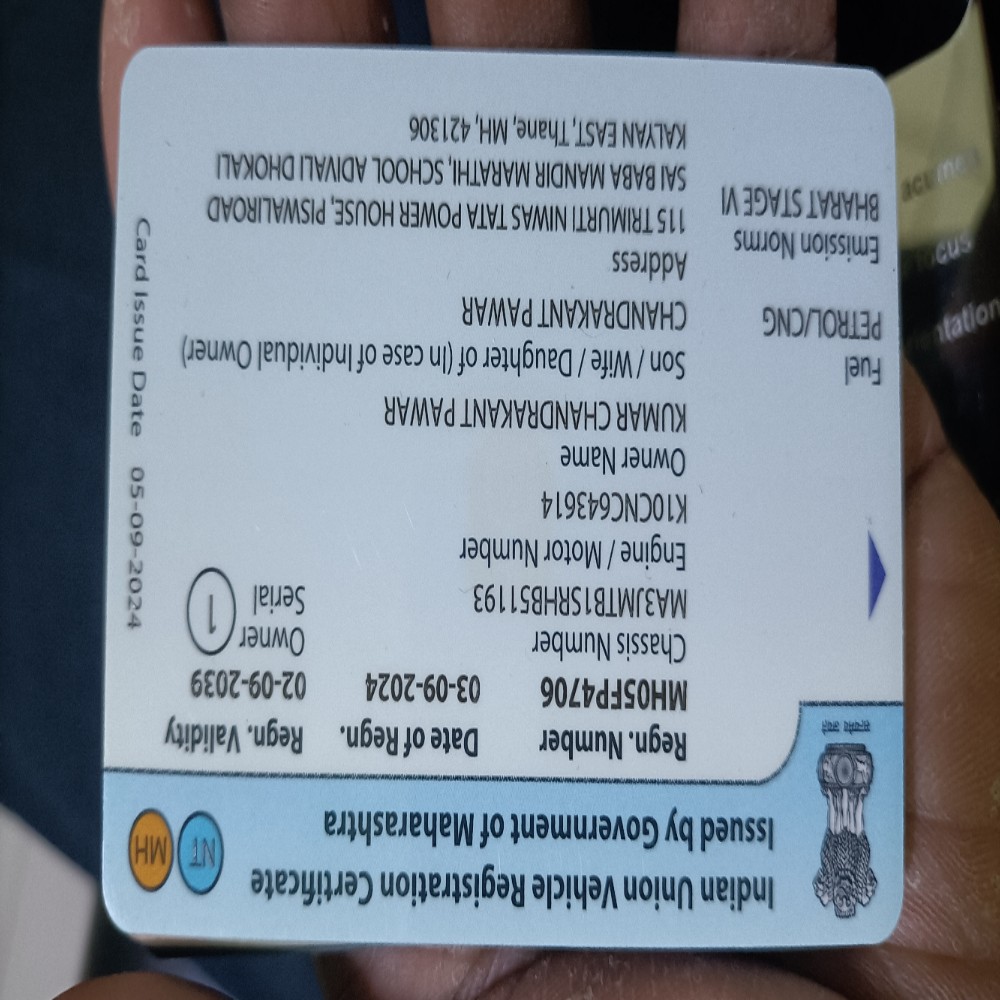 Indian Union Vehicle Registration Certificate
Issued by Government of Maharashtra
NT
MH
सत्यमेव जयते
Regn. Number
Date of Regn.
Regn. Validity
MH05FP4706
03-09-2024
02-09-2039
Chassis Number
MA3JMTB1SRHB51193
Owner
Serial
1
Engine / Motor Number
K10CNC643614
Owner Name
KUMAR CHANDRAKANT PAWAR
Son / Wife / Daughter of (In case of Individual Owner)
CHANDRAKANT PAWAR
Address
115 TRIMURTI NIWAS TATA POWER HOUSE, PISWALIROAD
SAI BABA MANDIR MARATHI, SCHOOL ADIVALI DHOKALI
KALYAN EAST, Thane, MH, 421306
Fuel
PETROL/CNG
Emission Norms
BHARAT STAGE VI
Card Issue Date 05-09-2024